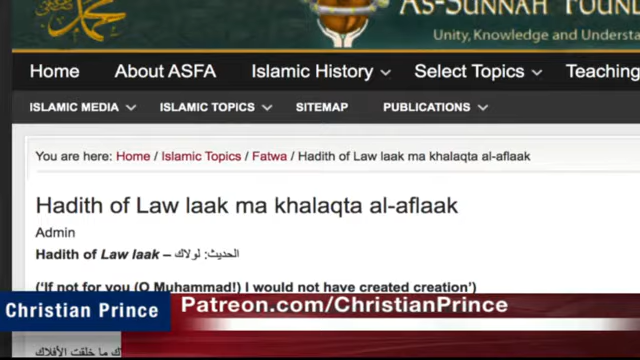 AS-SUNNAH FOUN
Unity, Knowledge and Understa
Home About ASFA Islamic History Select Topics Teaching
ISLAMIC MEDIA ISLAMIC TOPICS SITEMAP PUBLICATIONS
You are here: Home / Islamic Topics / Fatwa / Hadith of Law laak ma khalaqta al-aflaak
Hadith of Law laak ma khalaqta al-aflaak
Admin
Hadith of Law laak – الحديث: لولاك
('If not for you (O Muhammad!) I would not have created creation')
Christian Prince
Patreon.com/ChristianPrince
ما خلقت الأفلاك